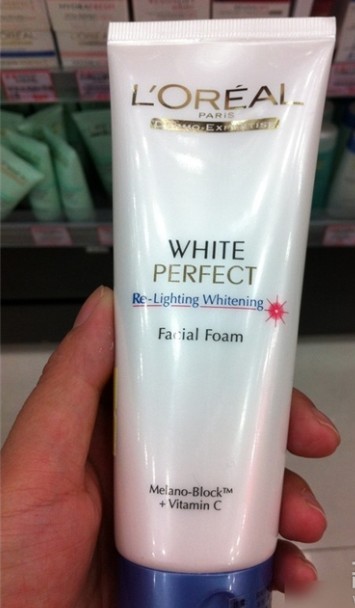 L'ORÉAL
PARIS
DERMO-EXPERTISE
WHITE
PERFECT
Re-Lighting Whitening
Facial Foam
Melano-Block™
+ Vitamin C